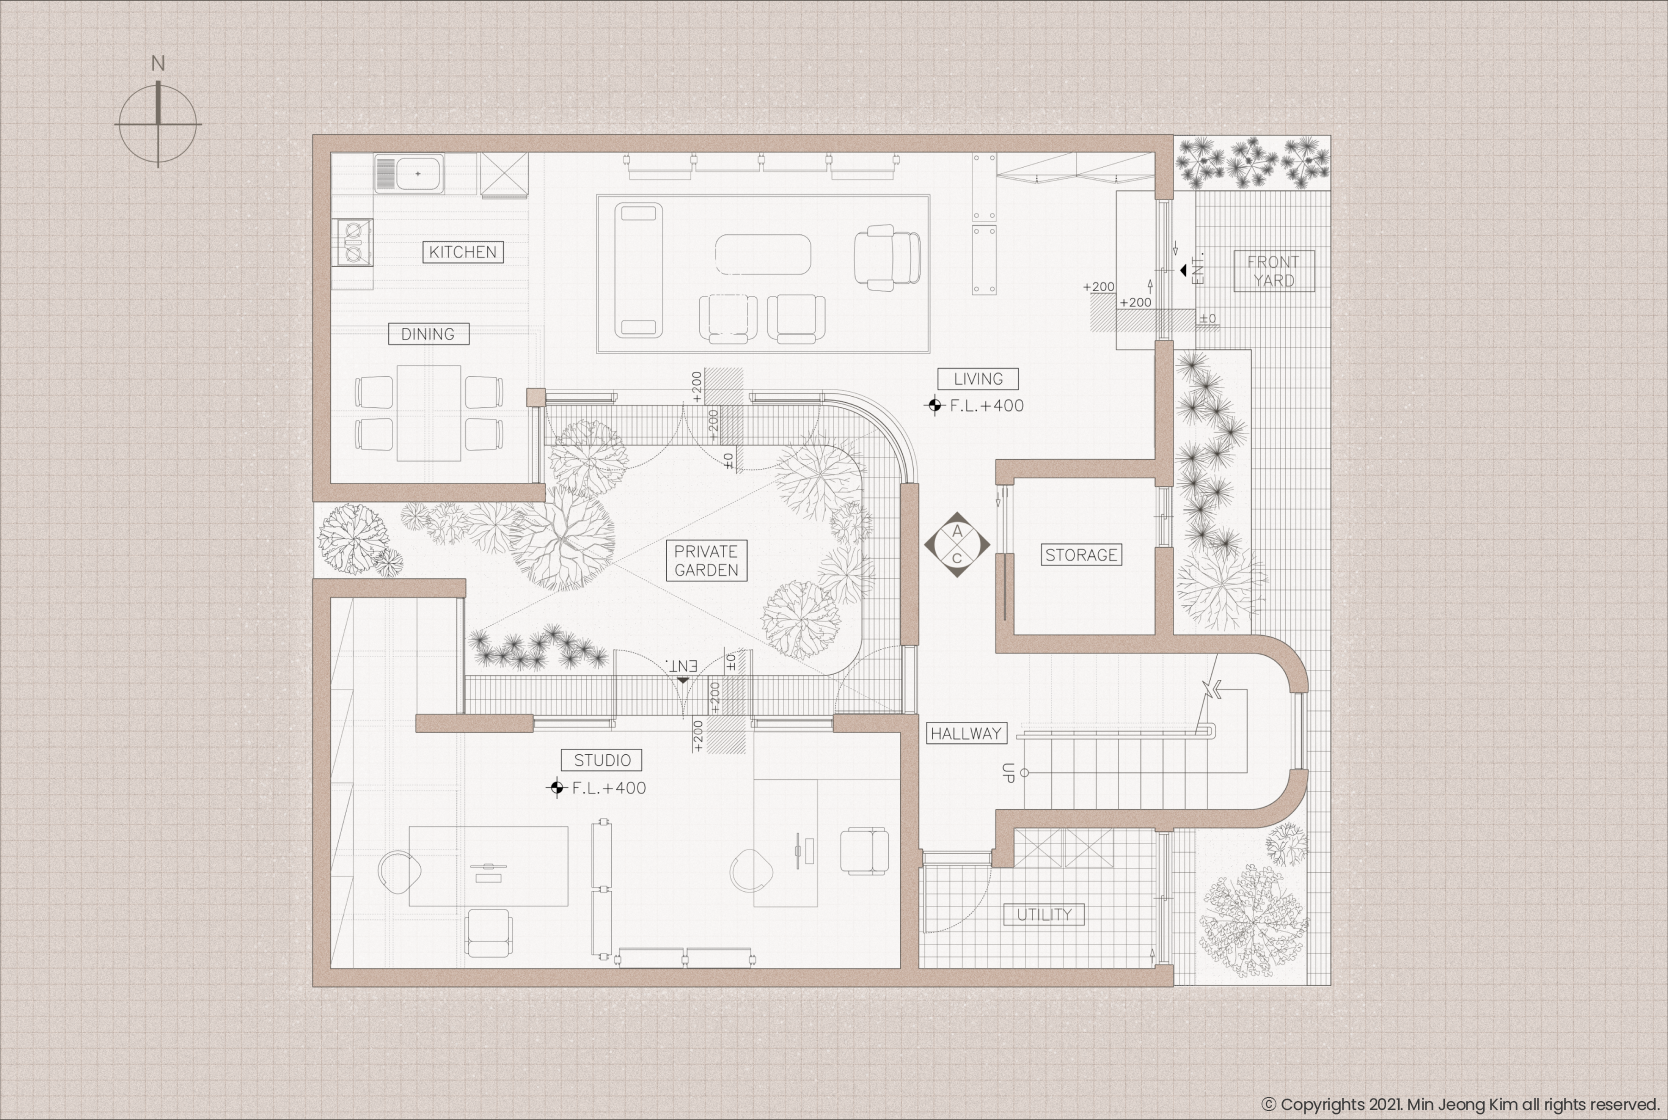 N
KITCHEN
FRONT
YARD
ENT.
+200
+200
±0
DINING
LIVING
F.L.+400
+200
+200
±0
PRIVATE
GARDEN
A
C
STORAGE
ENT.
±0
+200
+200
HALLWAY
UP
STUDIO
F.L.+400
UTILITY
© Copyrights 2021. Min Jeong Kim all rights reserved.